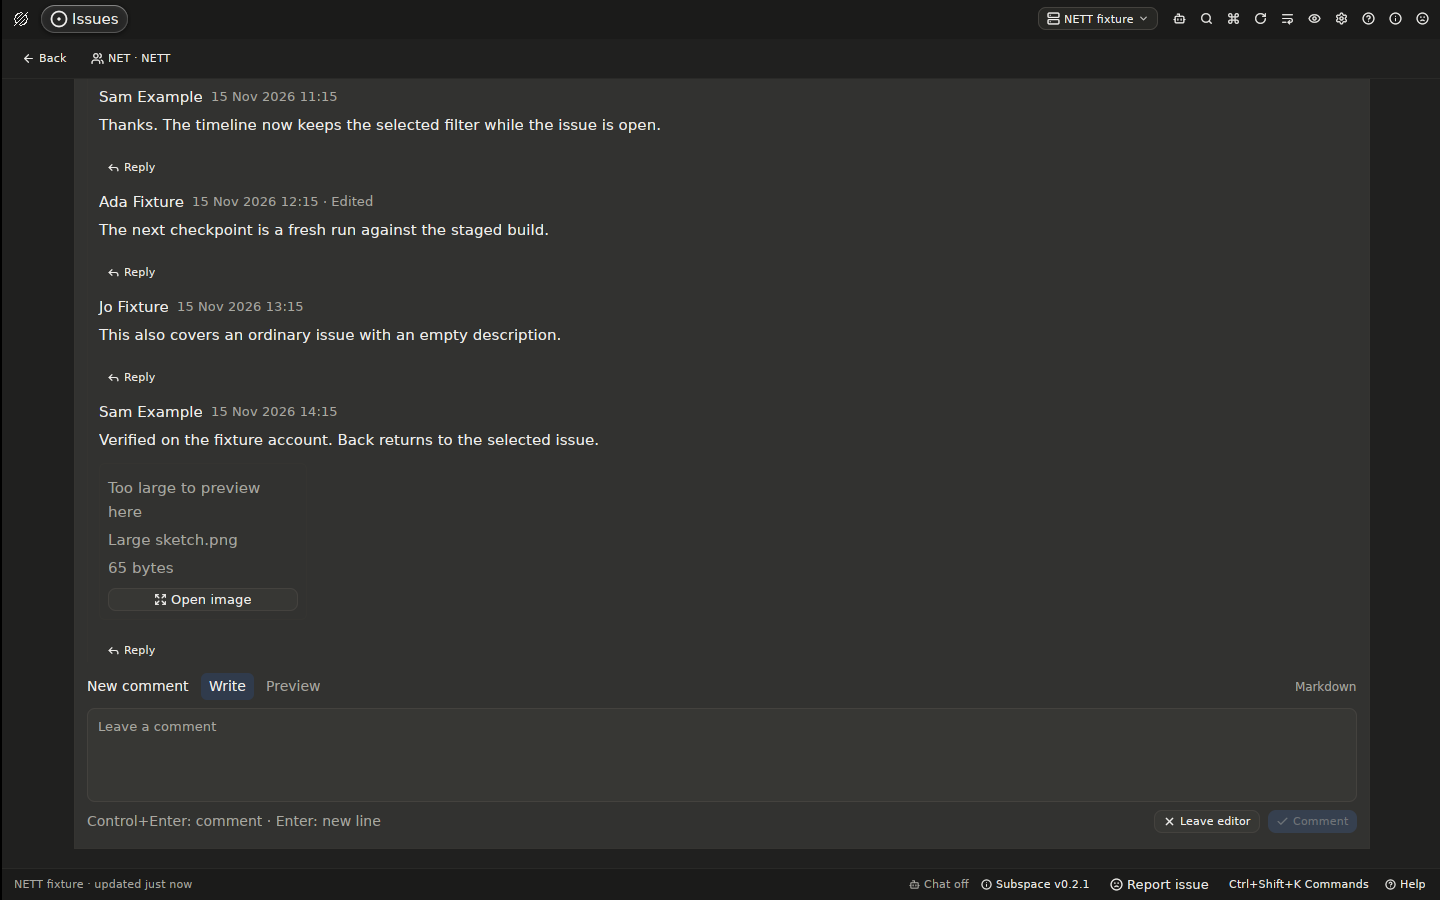 Issues
NETT fixture
Back
NET · NETT
Sam Example 15 Nov 2026 11:15
Thanks. The timeline now keeps the selected filter while the issue is open.
Reply
Ada Fixture 15 Nov 2026 12:15 · Edited
The next checkpoint is a fresh run against the staged build.
Reply
Jo Fixture 15 Nov 2026 13:15
This also covers an ordinary issue with an empty description.
Reply
Sam Example 15 Nov 2026 14:15
Verified on the fixture account. Back returns to the selected issue.
Too large to preview
here
Large sketch.png
65 bytes
Open image
Reply
New comment Write Preview Markdown
Leave a comment
Control+Enter: comment · Enter: new line
Leave editor
Comment
NETT fixture · updated just now
Chat off
Subspace v0.2.1
Report issue
Ctrl+Shift+K Commands
Help